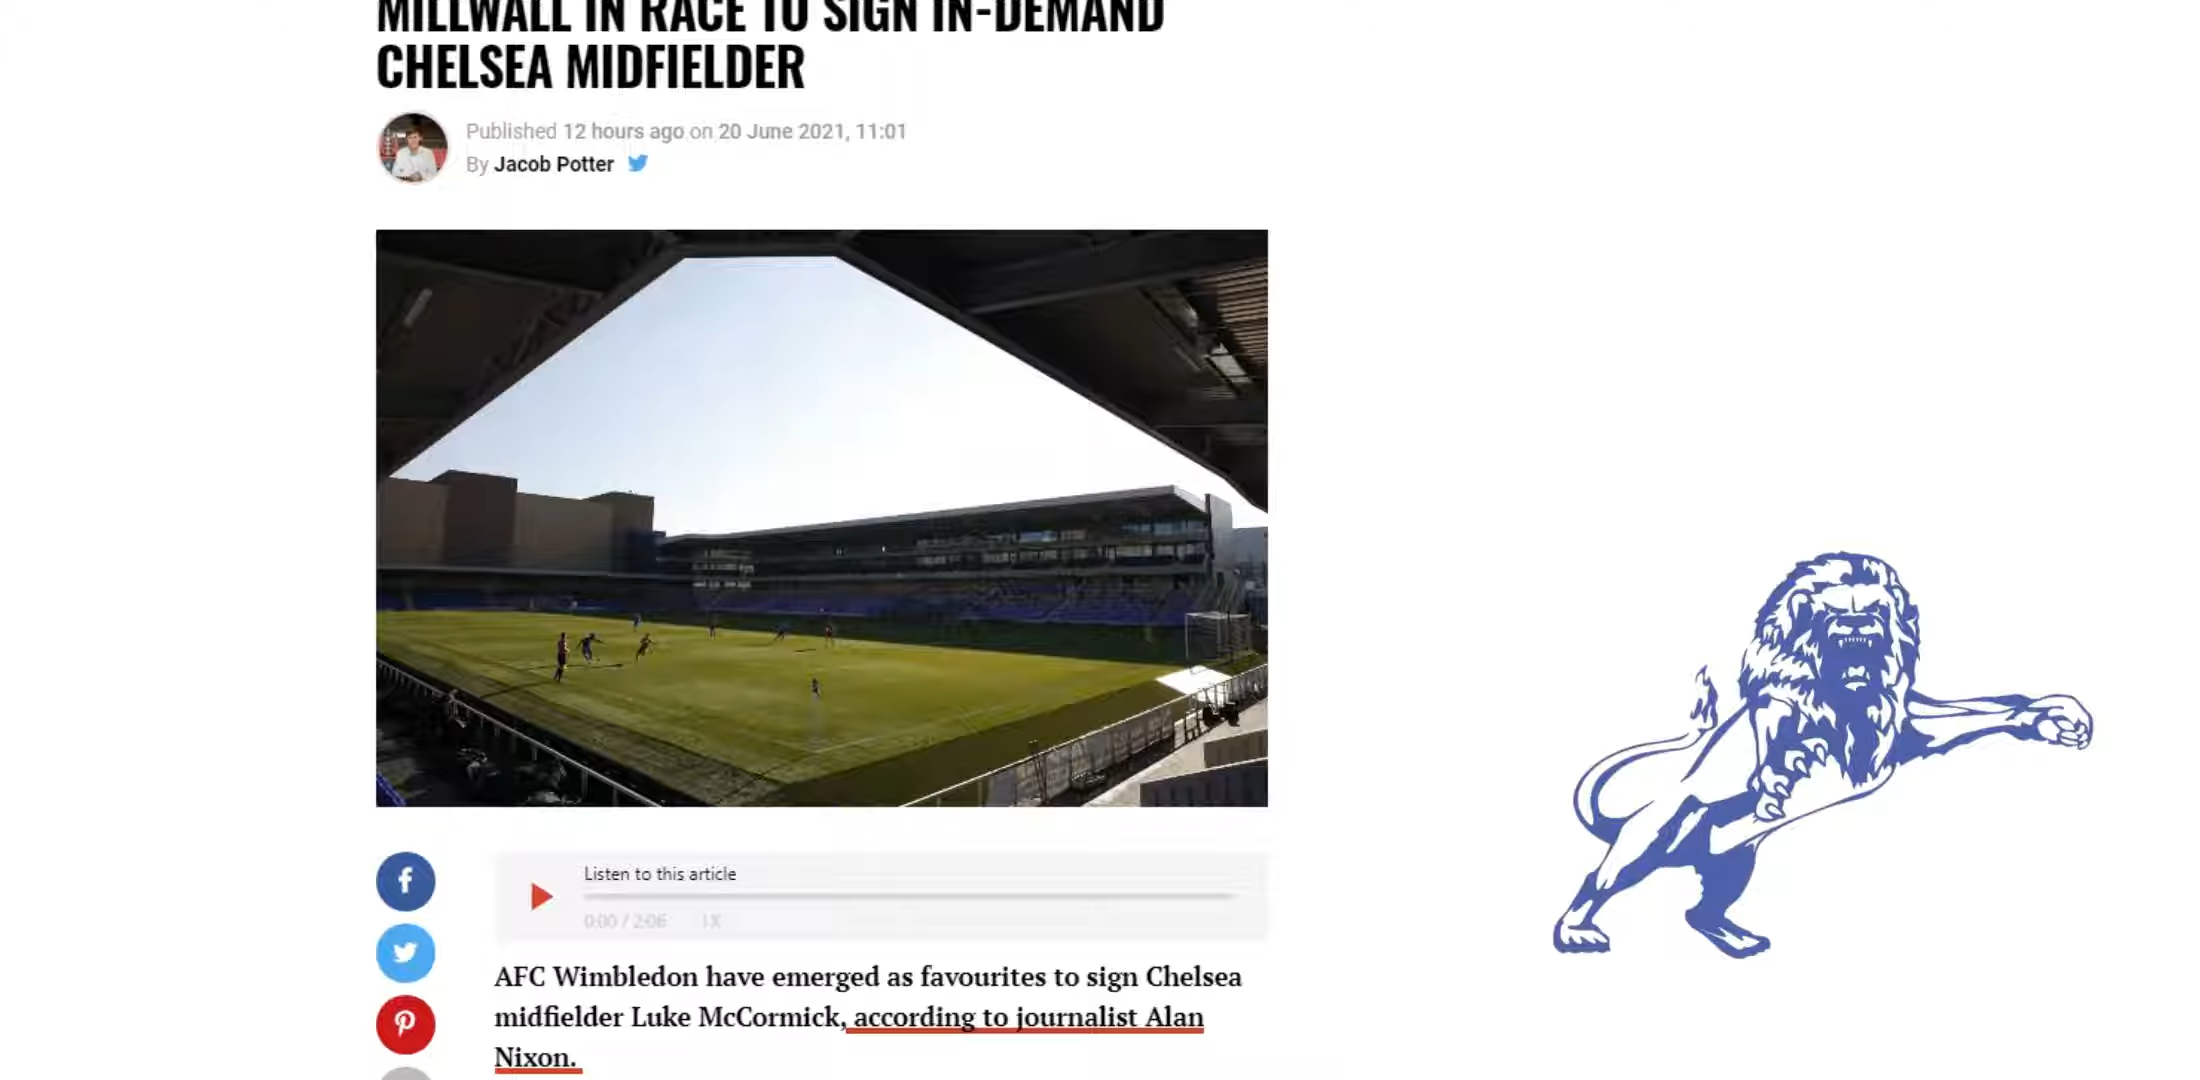 MILLWALL IN RACE TO SIGN IN-DEMAND
CHELSEA MIDFIELDER
Published 12 hours ago on 20 June 2021, 11:01
By Jacob Potter
Listen to this article
0:00 / 2:06 1X
AFC Wimbledon have emerged as favourites to sign Chelsea
midfielder Luke McCormick, according to journalist Alan
Nixon.